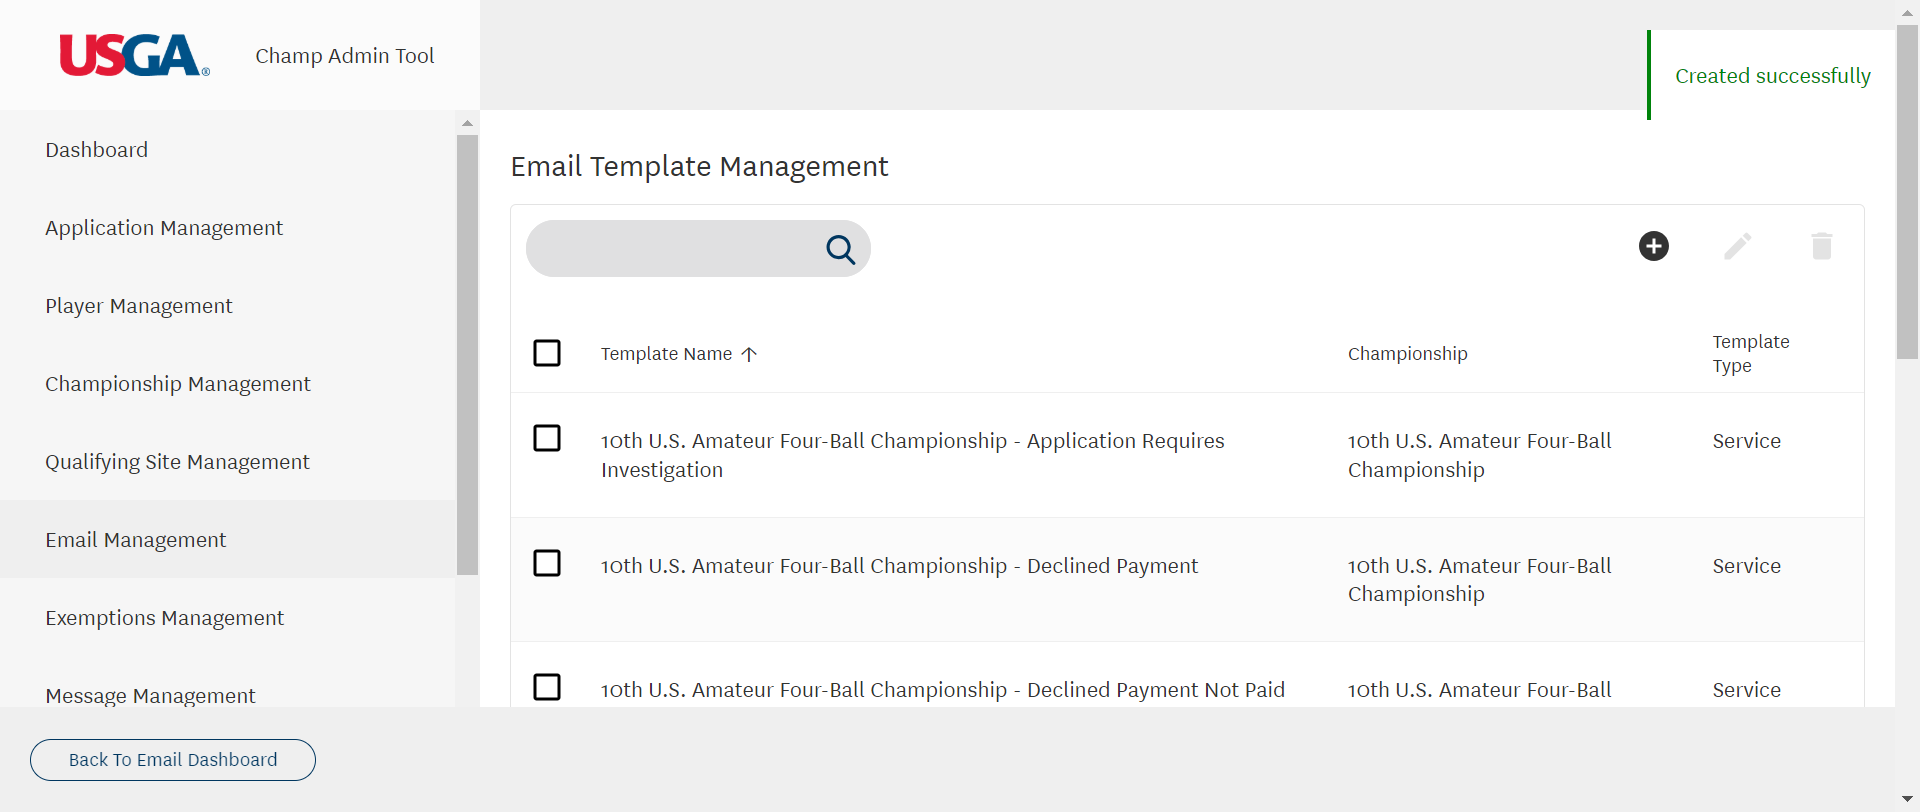 USGA®
Champ Admin Tool
Created successfully
Dashboard
Application Management
Player Management
Championship Management
Qualifying Site Management
Email Management
Exemptions Management
Message Management
Email Template Management
Template Name
Championship
Template
Type
10th U.S. Amateur Four-Ball Championship - Application Requires
Investigation
10th U.S. Amateur Four-Ball
Championship
Service
10th U.S. Amateur Four-Ball Championship - Declined Payment
10th U.S. Amateur Four-Ball
Championship
Service
10th U.S. Amateur Four-Ball Championship - Declined Payment Not Paid
10th U.S. Amateur Four-Ball
Service
Back To Email Dashboard